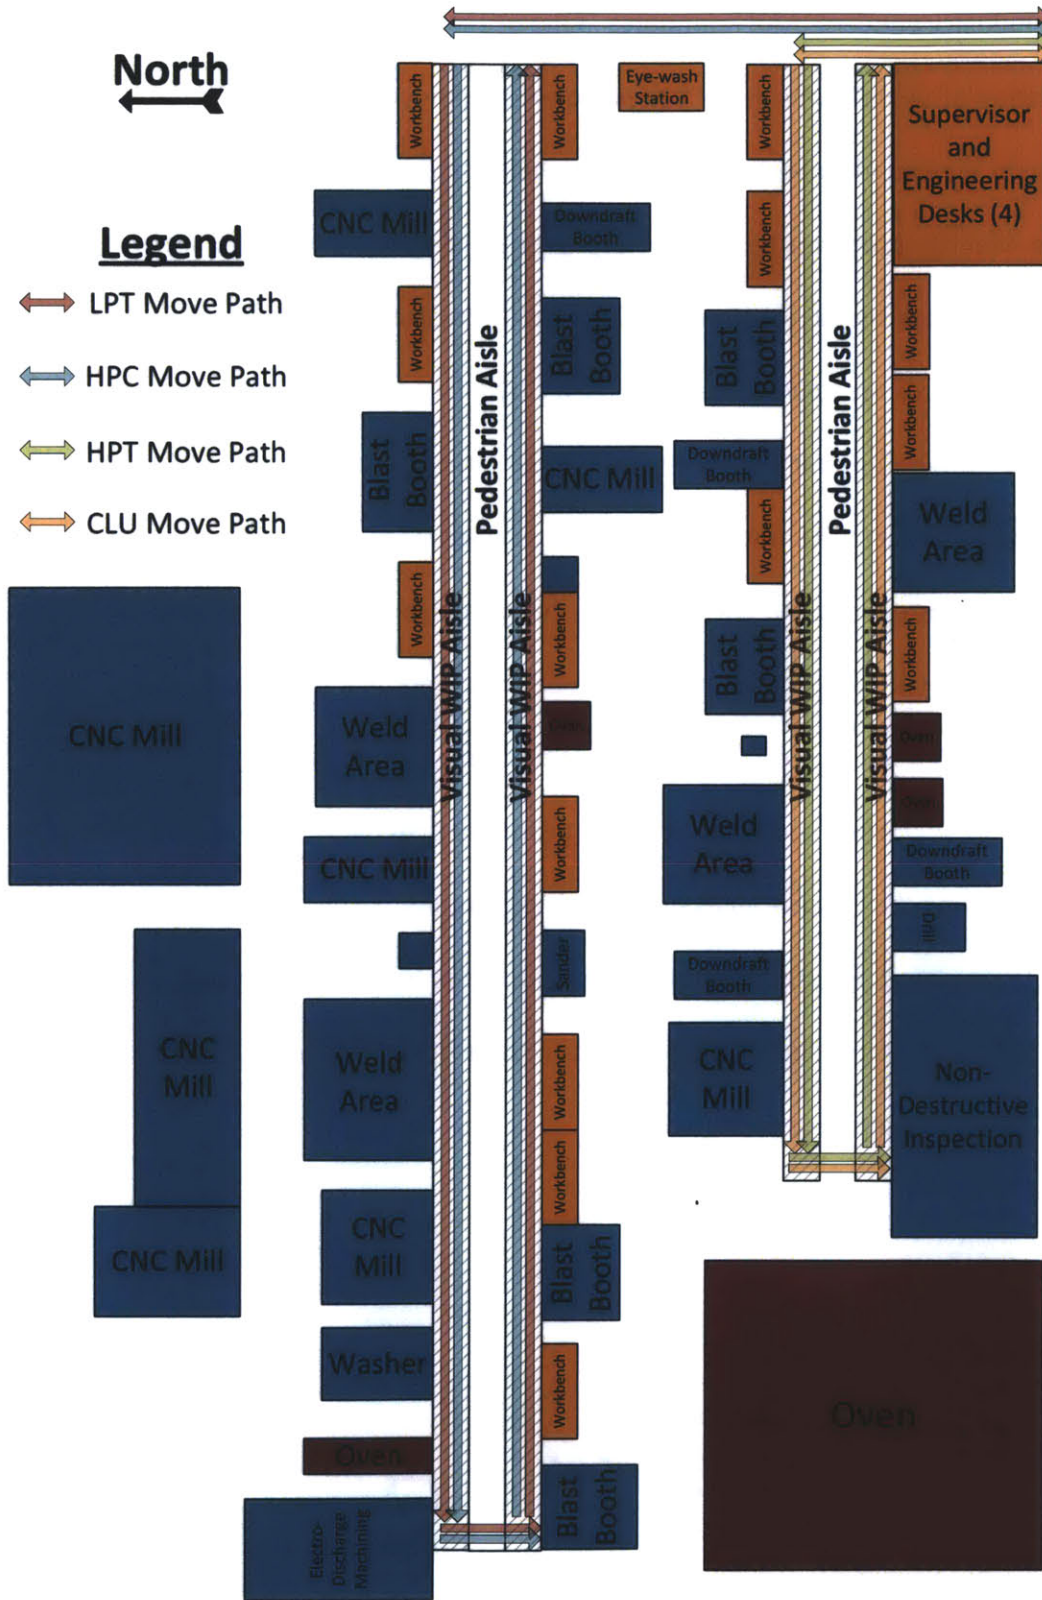 North
Legend
LPT Move Path
HPC Move Path
HPT Move Path
CLU Move Path
Workbench
CNC Mill
Workbench
Blast
Booth
Workbench
Weld
Area
CNC Mill
Weld
Area
CNC
Mill
Washer
Oven
Electro-
Discharge
Machining
CNC Mill
CNC
Mill
CNC Mill
Visual WIP Aisle
Pedestrian Aisle
Visual WIP Aisle
Workbench
Downdraft
Booth
Blast
Booth
CNC Mill
Workbench
Oven
Workbench
Sander
Workbench
Workbench
Blast
Booth
Workbench
Blast
Booth
Eye-wash
Station
Workbench
Workbench
Blast
Booth
Downdraft
Booth
Workbench
Blast
Booth
Weld
Area
Downdraft
Booth
CNC
Mill
Visual WIP Aisle
Pedestrian Aisle
Visual WIP Aisle
Supervisor
and
Engineering
Desks (4)
Workbench
Workbench
Weld
Area
Workbench
Oven
Oven
Downdraft
Booth
Drill
Non-
Destructive
Inspection
Oven